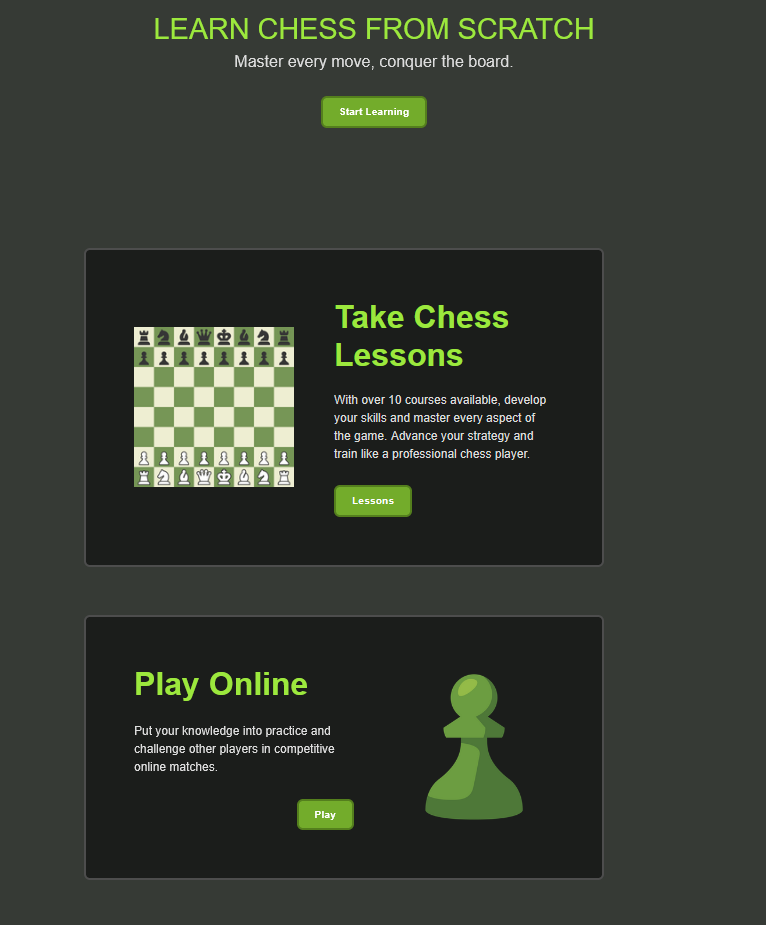 LEARN CHESS FROM SCRATCH
Master every move, conquer the board.
Start Learning
Take Chess
Lessons
With over 10 courses available, develop
your skills and master every aspect of
the game. Advance your strategy and
train like a professional chess player.
Lessons
Play Online
Put your knowledge into practice and
challenge other players in competitive
online matches.
Play